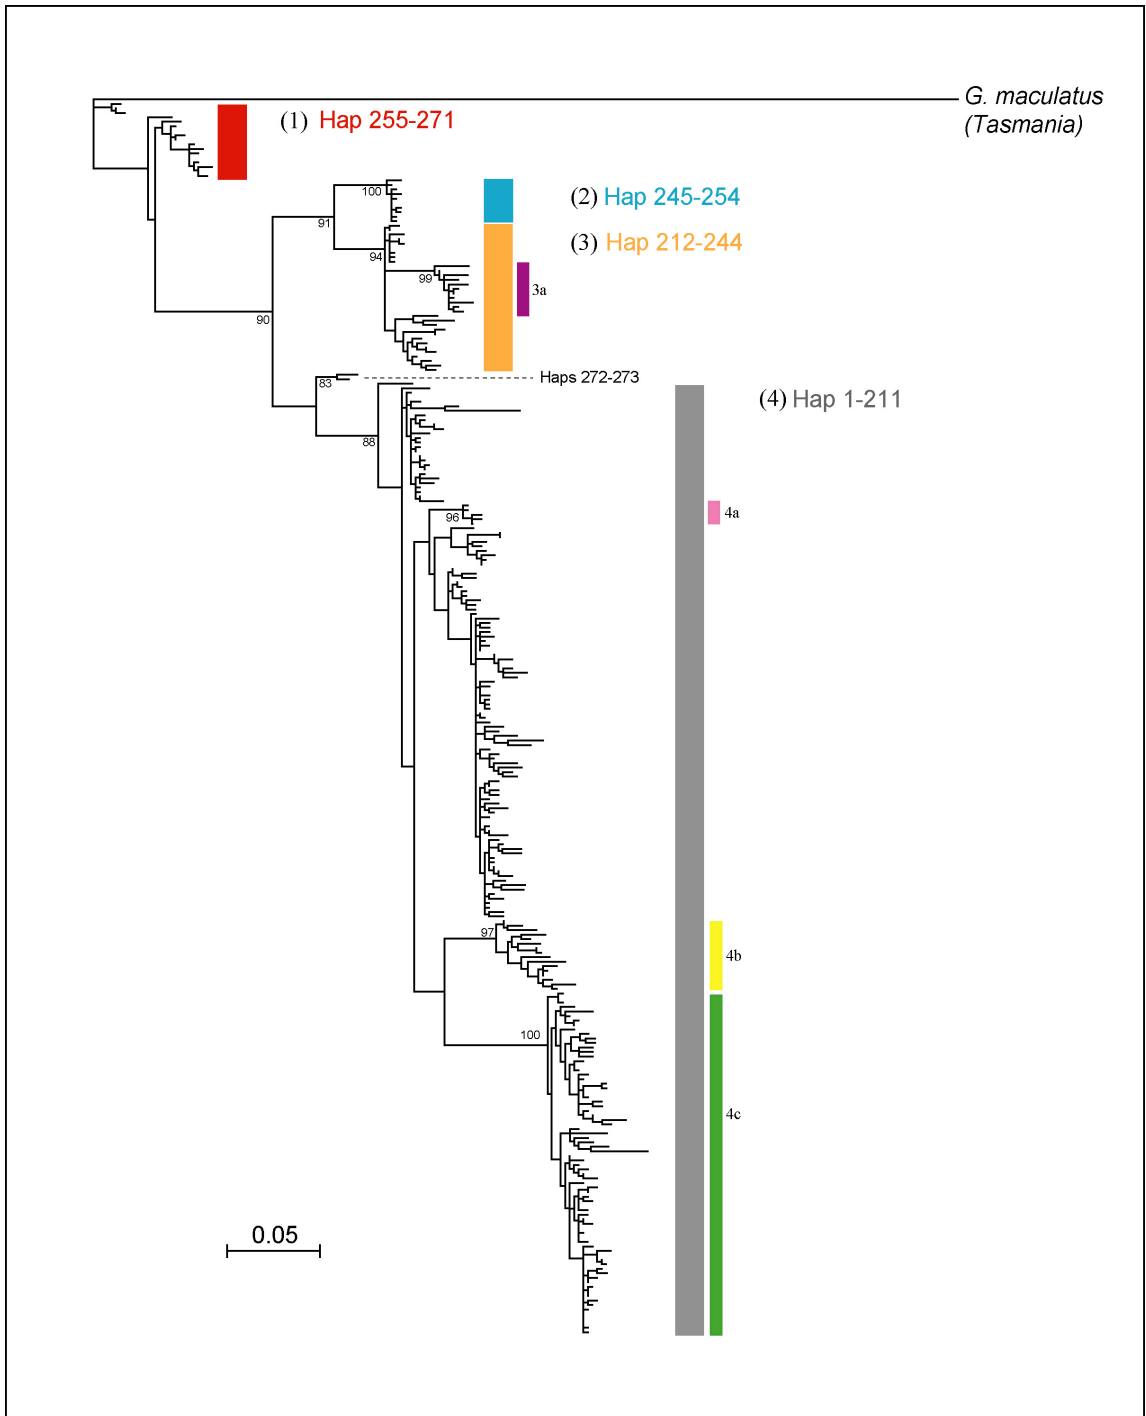 G. maculatus
(Tasmania)
(1) Hap 255-271
100
(2) Hap 245-254
91
(3) Hap 212-244
94
99
3a
90
83
Haps 272-273
(4) Hap 1-211
88
96
4a
97
4b
100
4c
0.05